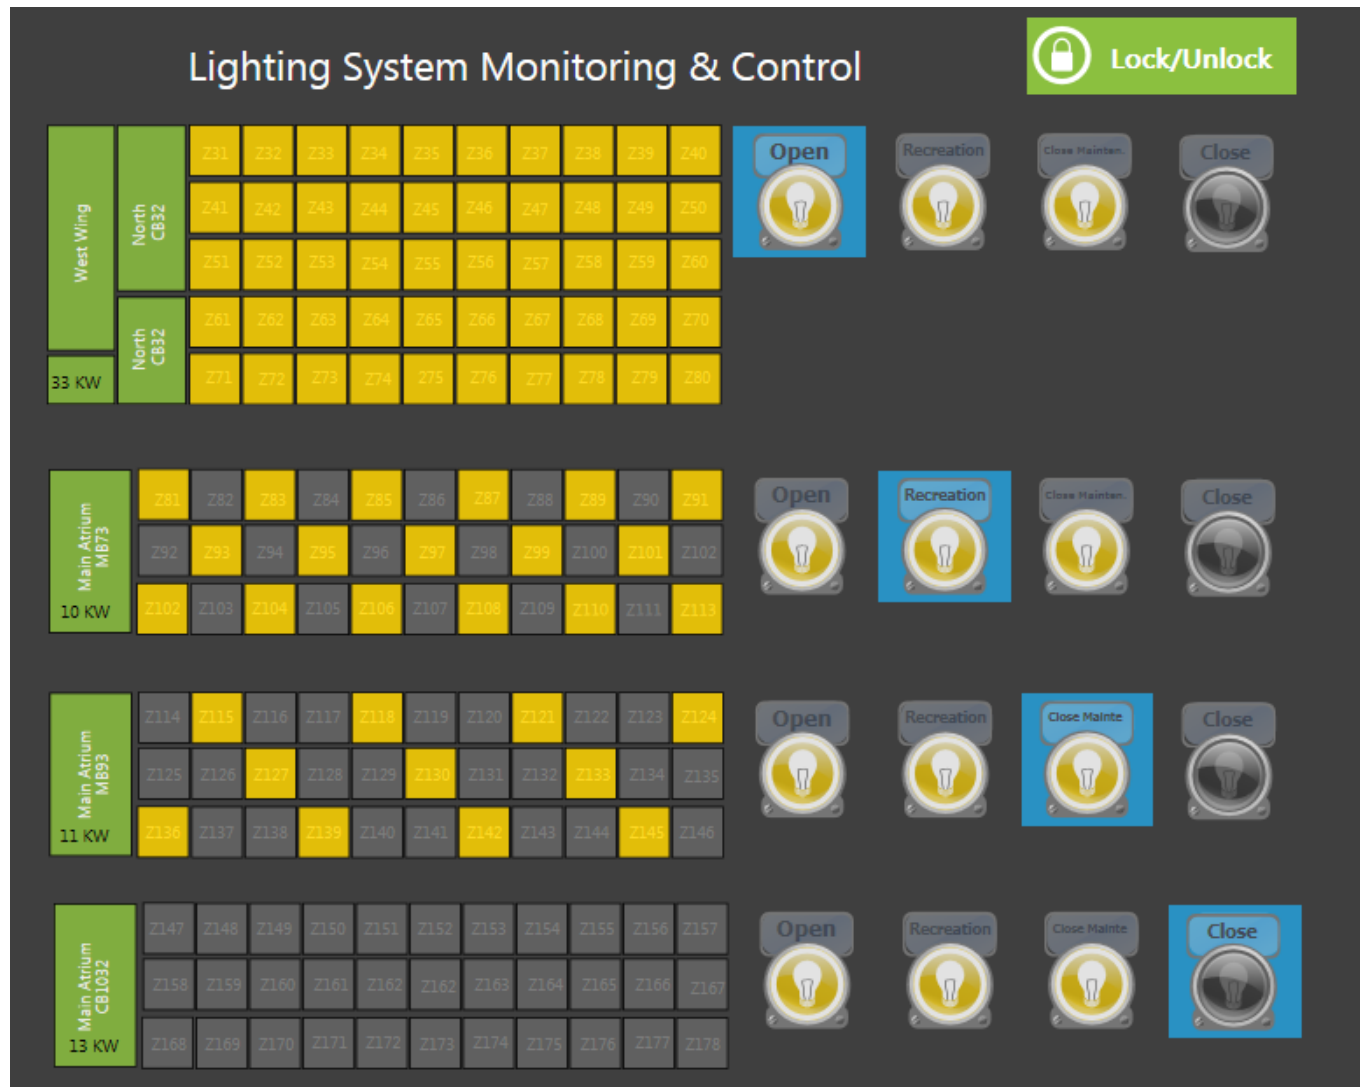 Lighting System Monitoring & Control
Lock/Unlock
West Wing
33 KW
North
CB32
North
CB32
Z31 Z32 Z33 Z34 Z35 Z36 Z37 Z38 Z39 Z40
Z41 Z42 Z43 Z44 Z45 Z46 Z47 Z48 Z49 Z50
Z51 Z52 Z53 Z54 Z55 Z56 Z57 Z58 Z59 Z60
Z61 Z62 Z63 Z64 Z65 Z66 Z67 Z68 Z69 Z70
Z71 Z72 Z73 Z74 275 Z76 Z77 Z78 Z79 Z80
Open Recreation Close Mainten. Close
Main Atrium
MB73
10 KW
Z81 Z82 Z83 Z84 Z85 Z86 Z87 Z88 Z89 Z90 Z91
Z92 Z93 Z94 Z95 Z96 Z97 Z98 Z99 Z100 Z101 Z102
Z102 Z103 Z104 Z105 Z106 Z107 Z108 Z109 Z110 Z111 Z113
Open Recreation Close Mainten. Close
Main Atrium
MB93
11 KW
Z114 Z115 Z116 Z117 Z118 Z119 Z120 Z121 Z122 Z123 Z124
Z125 Z126 Z127 Z128 Z129 Z130 Z131 Z132 Z133 Z134 Z135
Z136 Z137 Z138 Z139 Z140 Z141 Z142 Z143 Z144 Z145 Z146
Open Recreation Close Mainte Close
Main Atrium
CB1032
13 KW
Z147 Z148 Z149 Z150 Z151 Z152 Z153 Z154 Z155 Z156 Z157
Z158 Z159 Z160 Z161 Z162 Z162 Z163 Z164 Z165 Z166 Z167
Z168 Z169 Z170 Z171 Z172 Z173 Z174 Z175 Z176 Z177 Z178
Open Recreation Close Mainte Close